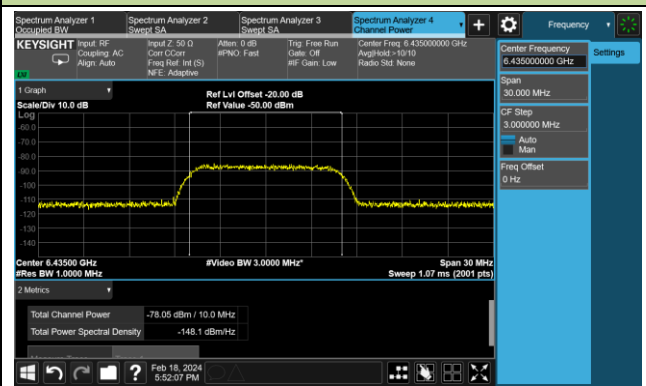 Spectrum Analyzer 1
Occupied BW
Spectrum Analyzer 2
Swept SA
Spectrum Analyzer 3
Swept SA
Spectrum Analyzer 4
Channel Power
Frequency
KEYSIGHT
Input: RF
Coupling: AC
Align: Auto
Input Z: 50 Ω
Corr CCorr
Freq Ref: Int (S)
NFE: Adaptive
Atten: 0 dB
#PNO: Fast
Trig: Free Run
Gate: Off
#IF Gain: Low
Center Freq: 6.435000000 GHz
Avg|Hold:>10/10
Radio Std: None
Center Frequency
6.435000000 GHz
Settings
Span
30.000 MHz
CF Step
3.000000 MHz
Auto
Man
Freq Offset
0 Hz
1 Graph
Scale/Div 10.0 dB
Ref Lvl Offset -20.00 dB
Ref Value -50.00 dBm
Log
-60.0
-70.0
-80.0
-90.0
-100
-110
-120
-130
-140
Center 6.43500 GHz
#Video BW 3.0000 MHz*
Span 30 MHz
#Res BW 1.0000 MHz
Sweep 1.07 ms (2001 pts)
2 Metrics
Total Channel Power -78.05 dBm / 10.0 MHz
Total Power Spectral Density -148.1 dBm/Hz
?
Feb 18, 2024
5:52:07 PM